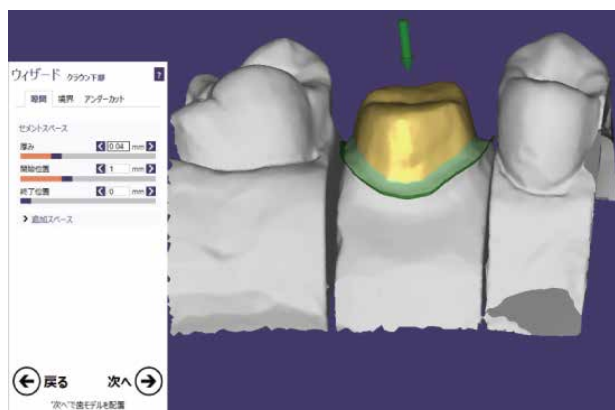 ウィザード クラウン下部 ?
隙間 境界 アンダーカット
セメントスペース
厚み 0.04 mm
開始位置 1 mm
終了位置 0 mm
追加スペース
戻る 次へ
"次へ"で歯モデルを配置